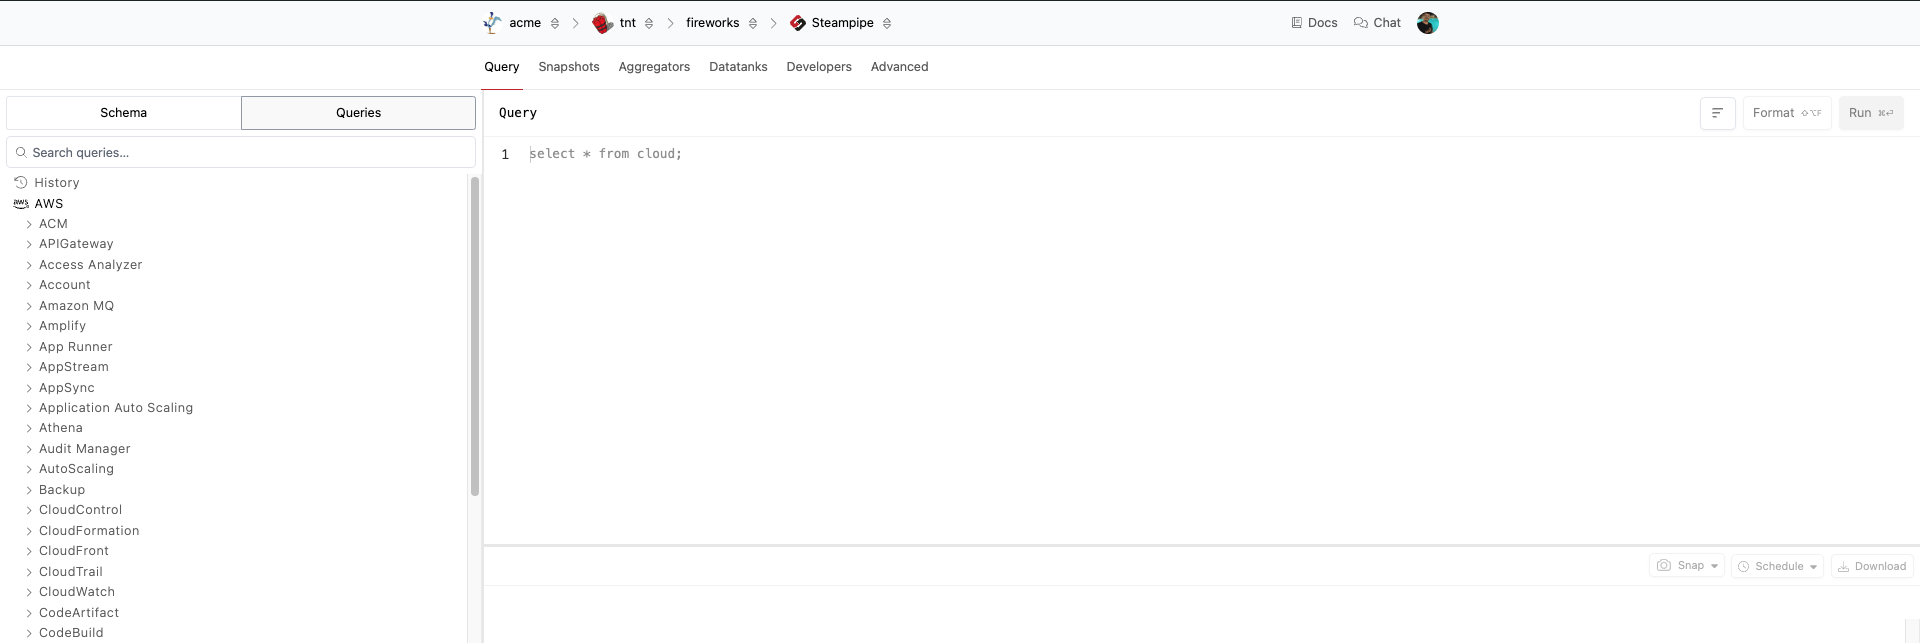 acme tnt fireworks Steampipe Docs Chat
Query Snapshots Aggregators Datatanks Developers Advanced
Schema Queries
Search queries...
History
aws AWS
ACM
APIGateway
Access Analyzer
Account
Amazon MQ
Amplify
App Runner
AppStream
AppSync
Application Auto Scaling
Athena
Audit Manager
AutoScaling
Backup
CloudControl
CloudFormation
CloudFront
CloudTrail
CloudWatch
CodeArtifact
CodeBuild
Query Format ⇧⌥F Run ⌘⏎
1 select * from cloud;
Snap Schedule Download